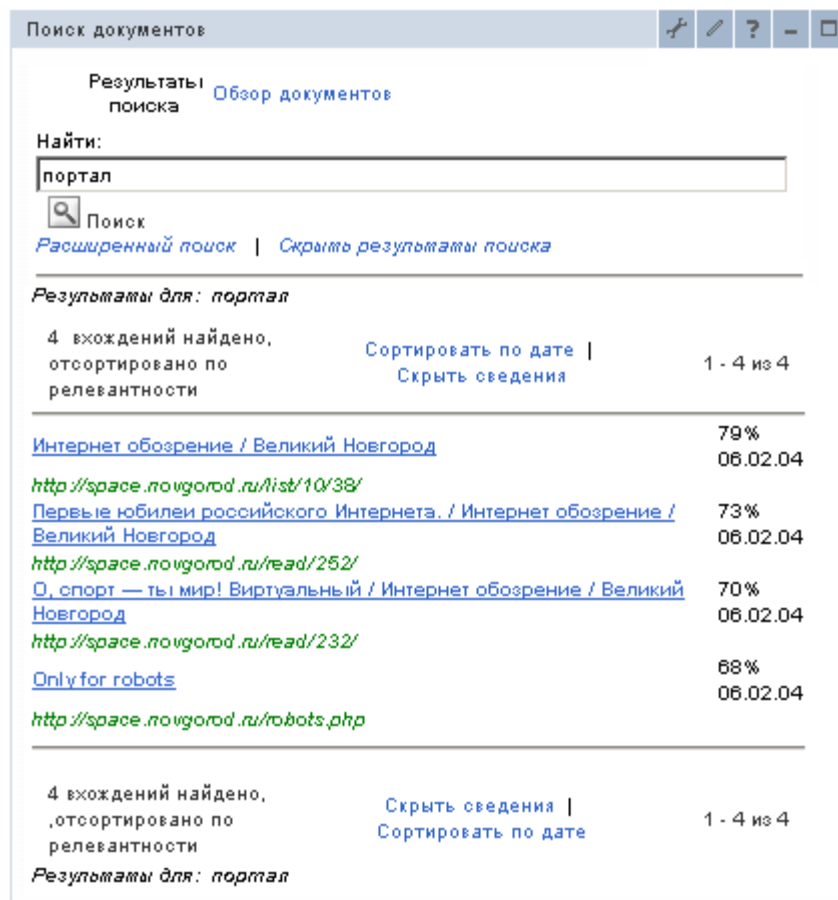 Поиск документов
?
Результаты поиска
Обзор документов
Найти:
портал
Поиск
Расширенный поиск | Скрыть результаты поиска
Результаты для: портал
4 вхождений найдено,
отсортировано по
релевантности
Сортировать по дате |
Скрыть сведения
1 - 4 из 4
Интернет обозрение / Великий Новгород
79%
06.02.04
http://space.novgorod.ru/list/10/38/
Первые юбилеи российского Интернета. / Интернет обозрение /
Великий Новгород
73%
06.02.04
http://space.novgorod.ru/read/252/
О, спорт — ты мир! Виртуальный / Интернет обозрение / Великий
Новгород
70%
06.02.04
http://space.novgorod.ru/read/232/
Only for robots
68%
06.02.04
http://space.novgorod.ru/robots.php
4 вхождений найдено,
,отсортировано по
релевантности
Скрыть сведения |
Сортировать по дате
1 - 4 из 4
Результаты для: портал